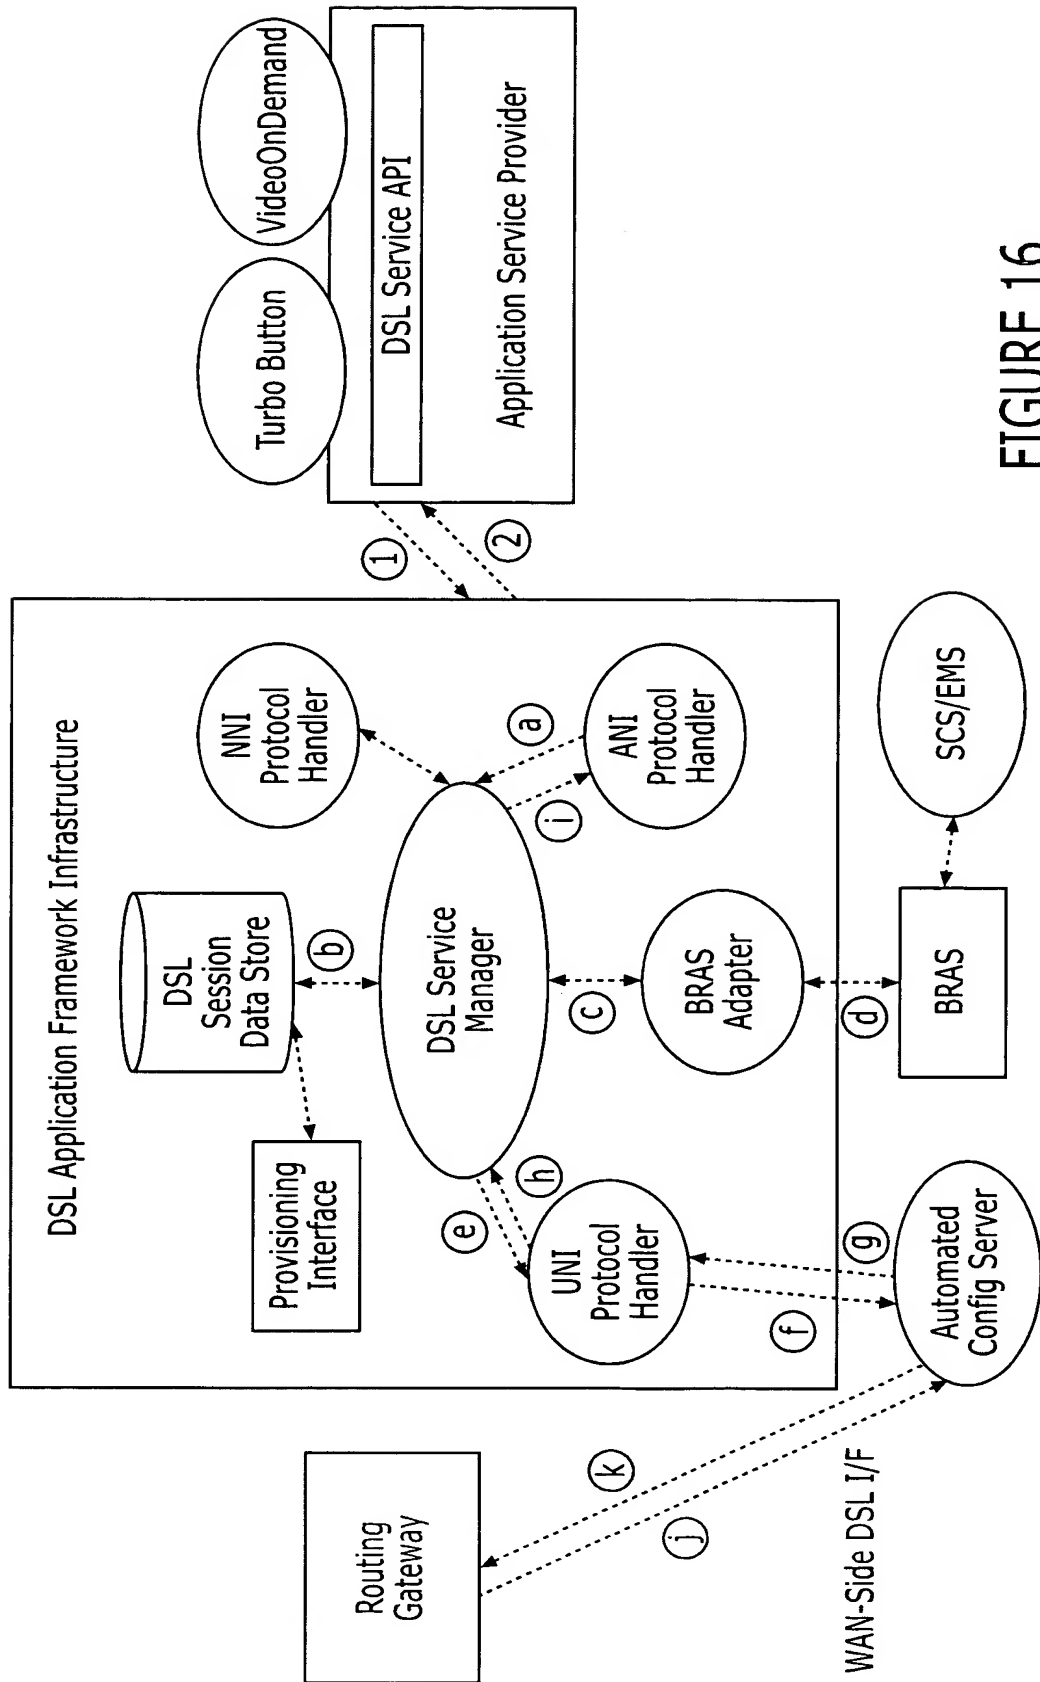 DSL Application Framework Infrastructure
Routing
Gateway
Provisioning
Interface
DSL
Session
Data Store
NNI
Protocol
Handler
Turbo Button
VideoOnDemand
DSL Service API
Application Service Provider
1
2
b
DSL Service
Manager
e
h
c
i
a
UNI
Protocol
Handler
BRAS
Adapter
ANI
Protocol
Handler
k
j
f
g
d
WAN-Side DSL I/F
Automated
Config Server
BRAS
SCS/EMS
FIGURE 16